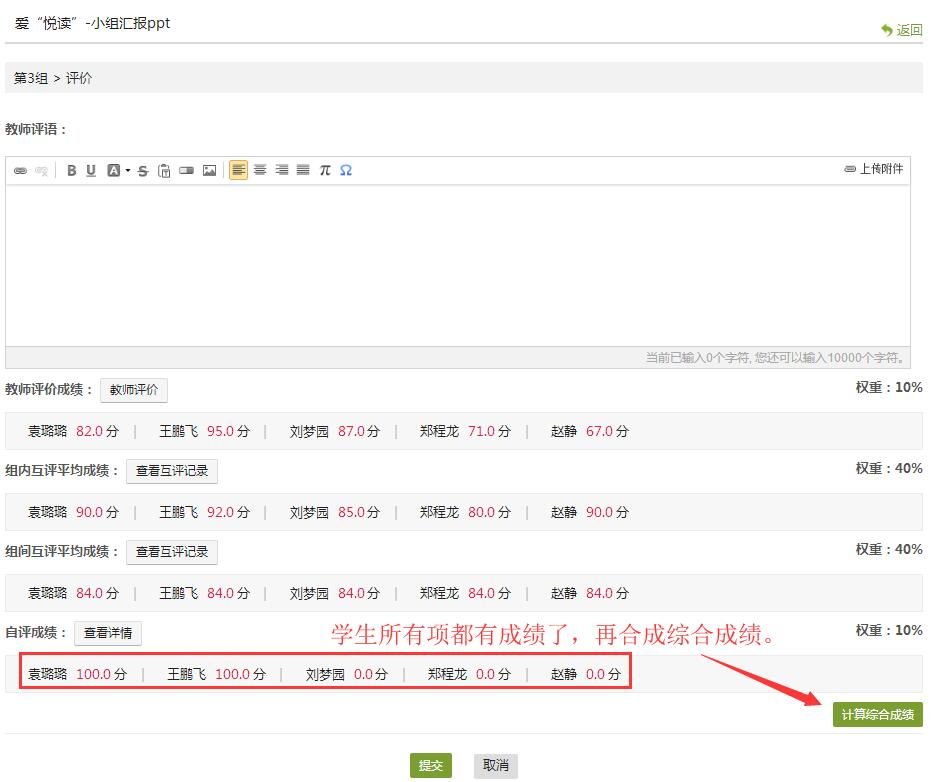 爱“悦读”-小组汇报ppt
返回
第3组 > 评价
教师评语：
B U A S π Ω 上传附件
当前已输入0个字符, 您还可以输入10000个字符。
教师评价成绩： 教师评价 权重：10%
袁璐璐 82.0 分 | 王鹏飞 95.0 分 | 刘梦园 87.0 分 | 郑程龙 71.0 分 | 赵静 67.0 分
组内互评平均成绩： 查看互评记录 权重：40%
袁璐璐 90.0 分 | 王鹏飞 92.0 分 | 刘梦园 85.0 分 | 郑程龙 80.0 分 | 赵静 90.0 分
组间互评平均成绩： 查看互评记录 权重：40%
袁璐璐 84.0 分 | 王鹏飞 84.0 分 | 刘梦园 84.0 分 | 郑程龙 84.0 分 | 赵静 84.0 分
自评成绩： 查看详情 权重：10%
学生所有项都有成绩了，再合成综合成绩。
袁璐璐 100.0 分 | 王鹏飞 100.0 分 | 刘梦园 0.0 分 | 郑程龙 0.0 分 | 赵静 0.0 分
计算综合成绩
提交 取消